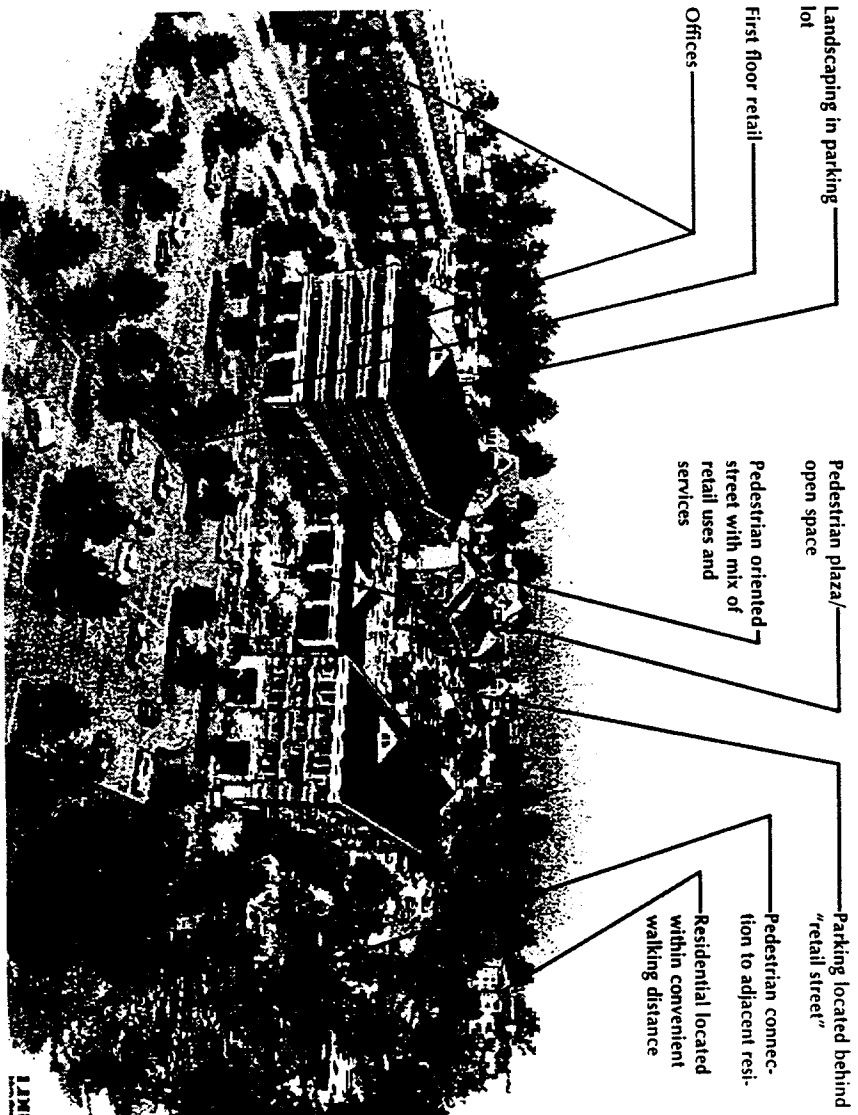 Landscaping in parking
lot
First floor retail
Offices
Pedestrian plaza/
open space
Pedestrian oriented
street with mix of
retail uses and
services
Parking located behind
"retail street"
Pedestrian connec-
tion to adjacent resi-
Residential located
within convenient
walking distance